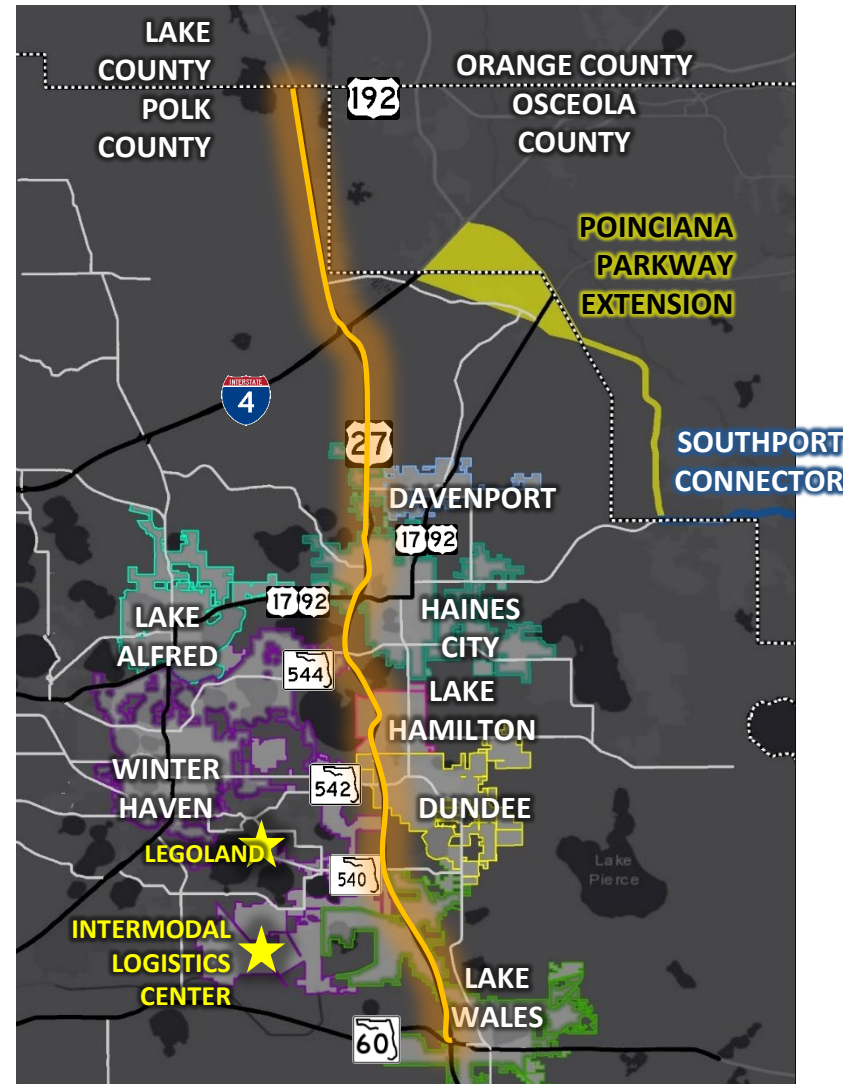 LAKE
COUNTY
POLK
COUNTY
192
ORANGE COUNTY
OSCEOLA
COUNTY
POINCIANA
PARKWAY
EXTENSION
INTERSTATE
4
27
SOUTHPORT
CONNECTOR
DAVENPORT
17 92
17 92
LAKE
ALFRED
HAINES
CITY
544
LAKE
HAMILTON
WINTER
HAVEN
542
DUNDEE
LEGOLAND
540
Lake
Pierce
INTERMODAL
LOGISTICS
CENTER
LAKE
WALES
60